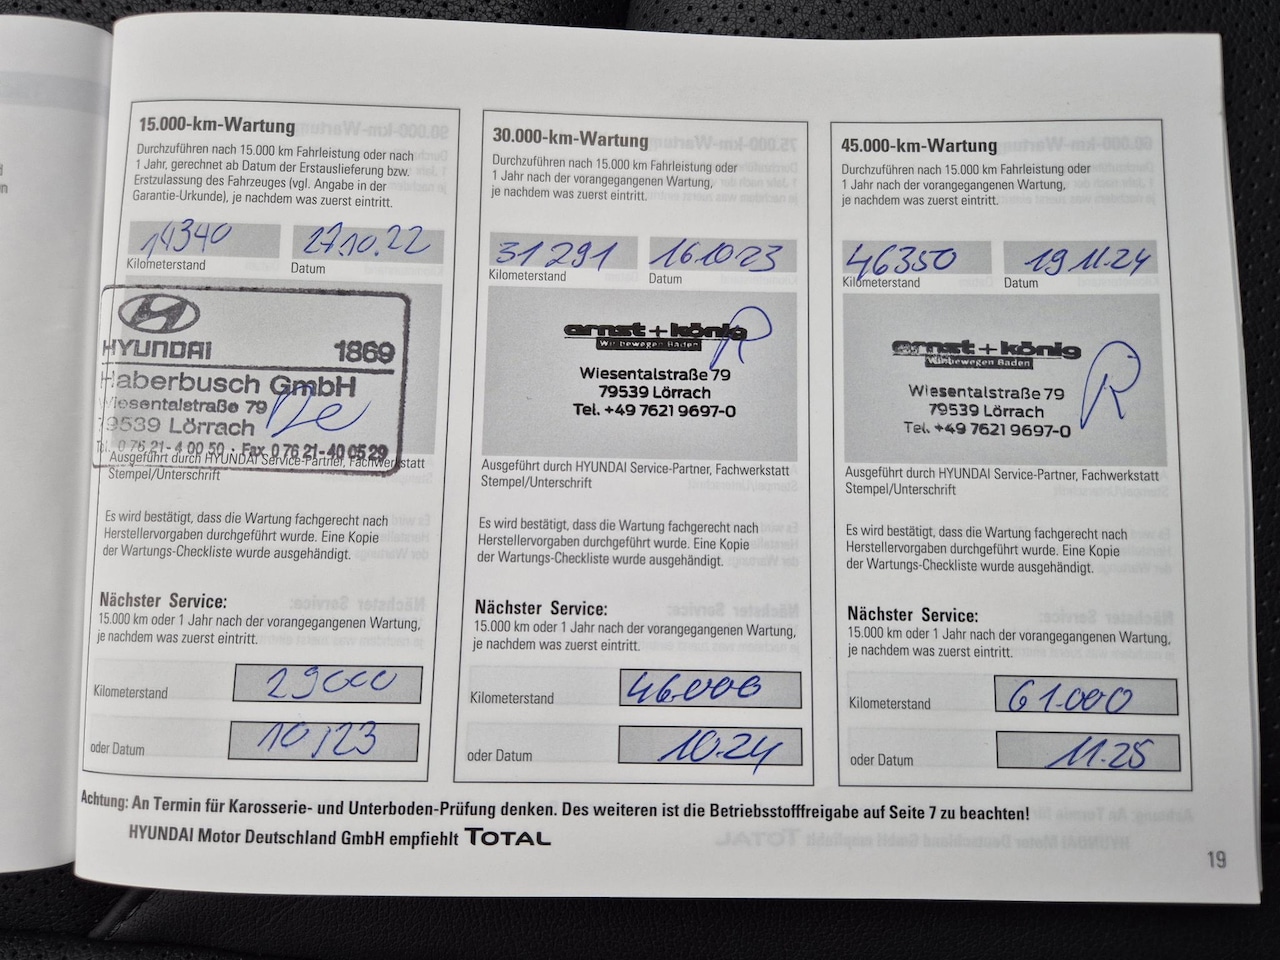 15.000-km-Wartung
Durchzuführen nach 15.000 km Fahrleistung oder nach
1 Jahr, gerechnet ab Datum der Erstauslieferung bzw.
Erstzulassung des Fahrzeuges (vgl. Angabe in der
Garantie-Urkunde), je nachdem was zuerst eintritt.
14340 27.10.22
Kilometerstand Datum
HYUNDAI 1869
Haberbusch GmbH
Wiesentalstraße 79
79539 Lörrach
Tel. 0 76 21- 4 00 50 · Fax 0 76 21-40 05 29
Ausgeführt durch HYUNDAI Service-Partner, Fachwerkstatt
Stempel/Unterschrift
Es wird bestätigt, dass die Wartung fachgerecht nach
Herstellervorgaben durchgeführt wurde. Eine Kopie
der Wartungs-Checkliste wurde ausgehändigt.
Nächster Service:
15.000 km oder 1 Jahr nach der vorangegangenen Wartung,
je nachdem was zuerst eintritt.
Kilometerstand 29000
oder Datum 10/23
30.000-km-Wartung
Durchzuführen nach 15.000 km Fahrleistung oder
1 Jahr nach der vorangegangenen Wartung,
je nachdem was zuerst eintritt.
31291 16.10.23
Kilometerstand Datum
ernst+könig
Wir bewegen Baden
Wiesentalstraße 79
79539 Lörrach
Tel. +49 7621 9697-0
Ausgeführt durch HYUNDAI Service-Partner, Fachwerkstatt
Stempel/Unterschrift
Es wird bestätigt, dass die Wartung fachgerecht nach
Herstellervorgaben durchgeführt wurde. Eine Kopie
der Wartungs-Checkliste wurde ausgehändigt.
Nächster Service:
15.000 km oder 1 Jahr nach der vorangegangenen Wartung,
je nachdem was zuerst eintritt.
Kilometerstand 46.000
oder Datum 10.24
45.000-km-Wartung
Durchzuführen nach 15.000 km Fahrleistung oder
1 Jahr nach der vorangegangenen Wartung,
je nachdem was zuerst eintritt.
46350 19.11.24
Kilometerstand Datum
ernst+könig
Wir bewegen Baden
Wiesentalstraße 79
79539 Lörrach
Tel. +49 7621 9697-0
Ausgeführt durch HYUNDAI Service-Partner, Fachwerkstatt
Stempel/Unterschrift
Es wird bestätigt, dass die Wartung fachgerecht nach
Herstellervorgaben durchgeführt wurde. Eine Kopie
der Wartungs-Checkliste wurde ausgehändigt.
Nächster Service:
15.000 km oder 1 Jahr nach der vorangegangenen Wartung,
je nachdem was zuerst eintritt.
Kilometerstand 61.000
oder Datum 11.25
Achtung: An Termin für Karosserie- und Unterboden-Prüfung denken. Des weiteren ist die Betriebsstofffreigabe auf Seite 7 zu beachten!
HYUNDAI Motor Deutschland GmbH empfiehlt TOTAL
19